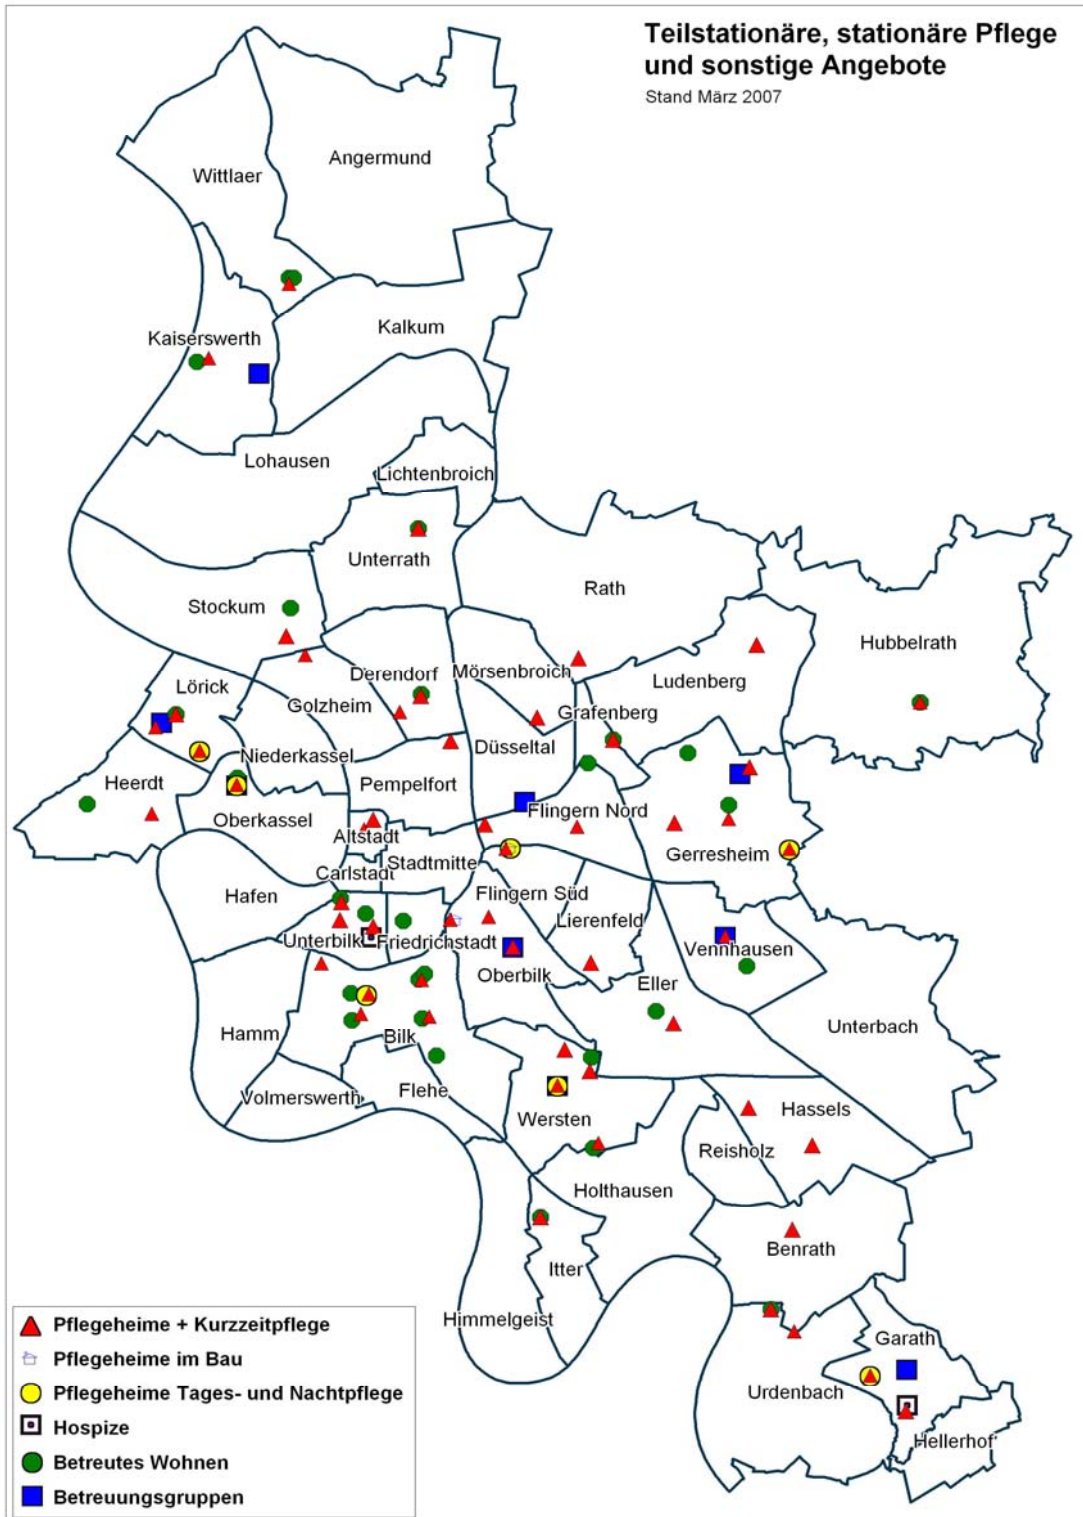 Teilstationäre, stationäre Pflege
und sonstige Angebote
Stand März 2007
Angermund
Wittlaer
Kalkum
Kaiserswerth
Lohausen
Lichtenbroich
Unterrath
Rath
Stockum
Hubbelrath
Mörsenbroich
Derendorf
Ludenberg
Lörick
Golzheim
Grafenberg
Düsseltal
Niederkassel
Heerdt
Pempelfort
Flingern Nord
Oberkassel
Altstadt
Gerresheim
Stadtmitte
Carlstadt
Flingern Süd
Hafen
Lierenfeld
Unterbilk
Friedrichstadt
Vennhausen
Oberbilk
Eller
Unterbach
Hamm
Bilk
Flehe
Volmerswerth
Hassels
Wersten
Reisholz
Holthausen
Benrath
Itter
Himmelgeist
Garath
Urdenbach
Hellerhof
Pflegeheime + Kurzzeitpflege
Pflegeheime im Bau
Pflegeheime Tages- und Nachtpflege
Hospize
Betreutes Wohnen
Betreuungsgruppen